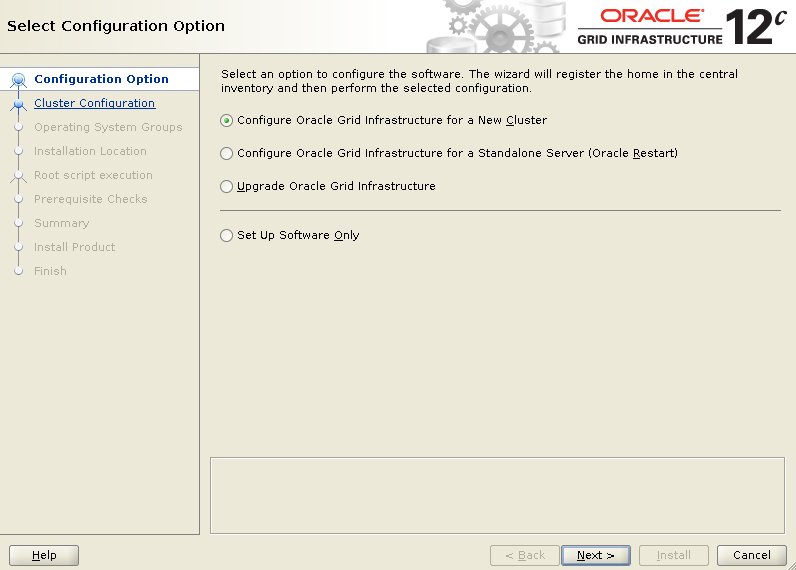 Select Configuration Option
ORACLE®
GRID INFRASTRUCTURE
12c
Configuration Option
Cluster Configuration
Operating System Groups
Installation Location
Root script execution
Prerequisite Checks
Summary
Install Product
Finish
Select an option to configure the software. The wizard will register the home in the central
inventory and then perform the selected configuration.
Configure Oracle Grid Infrastructure for a New Cluster
Configure Oracle Grid Infrastructure for a Standalone Server (Oracle Restart)
Upgrade Oracle Grid Infrastructure
Set Up Software Only
Help
< Back
Next >
Install
Cancel